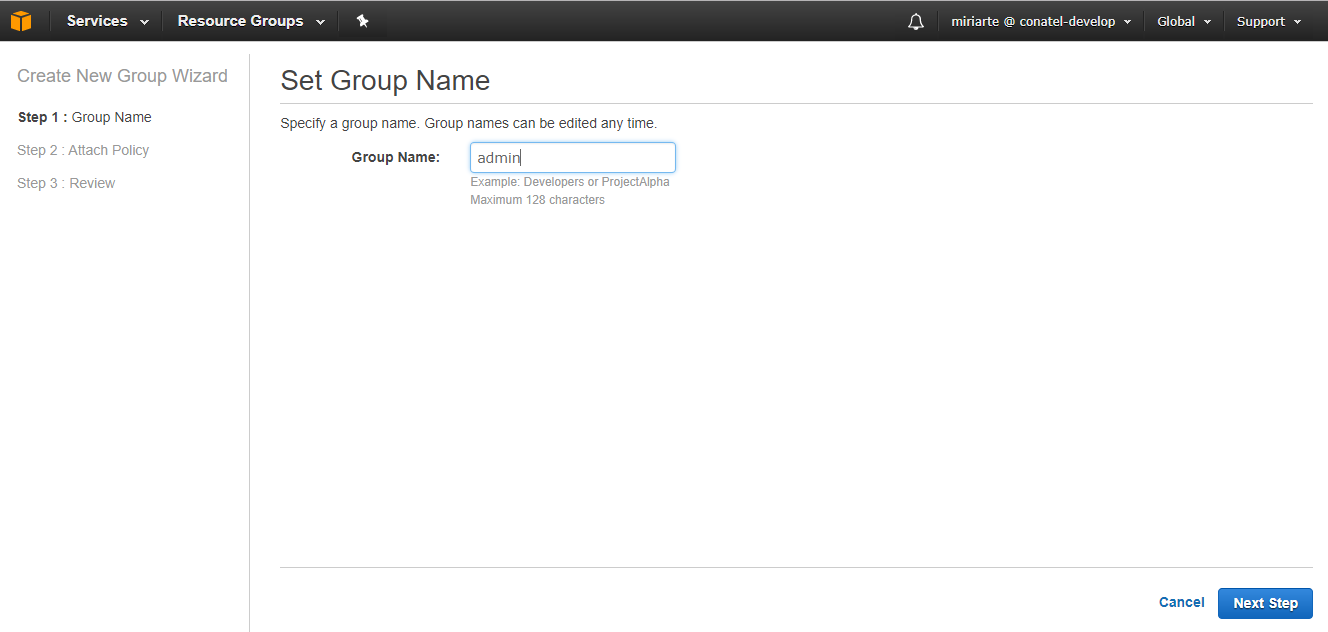 Services Resource Groups miriarte @ conatel-develop Global Support
Create New Group Wizard
Step 1 : Group Name
Step 2 : Attach Policy
Step 3 : Review
Set Group Name
Specify a group name. Group names can be edited any time.
Group Name: admin
Example: Developers or ProjectAlpha
Maximum 128 characters
Cancel Next Step